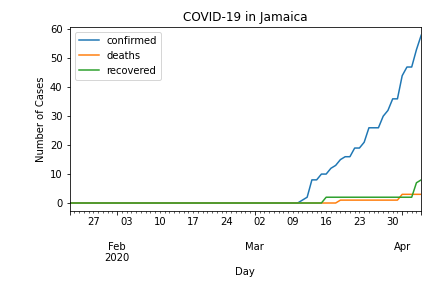 COVID-19 in Jamaica
confirmed
deaths
recovered
Number of Cases
60
50
40
30
20
10
0
27 03 10 17 24 02 09 16 23 30
Feb Mar Apr
2020
Day